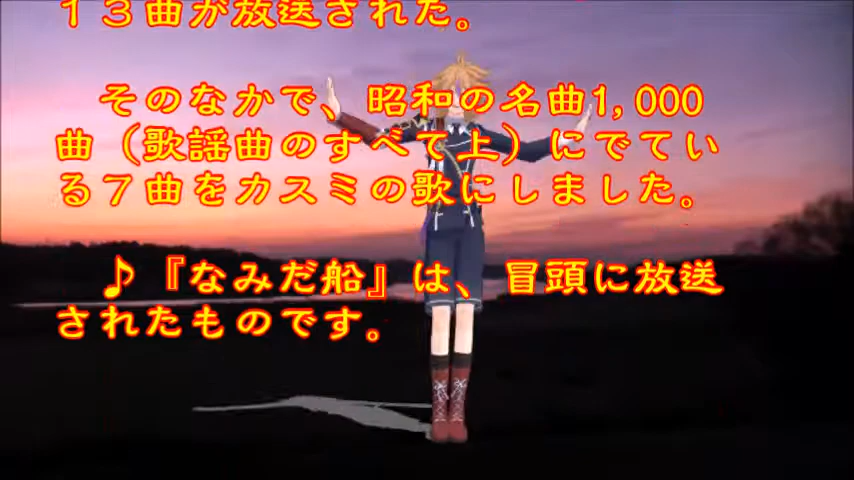 １３曲が放送された。
そのなかで、昭和の名曲1,000
曲（歌謡曲のすべて上）にでてい
る７曲をカスミの歌にしました。
♪『なみだ船』は、冒頭に放送
されたものです。